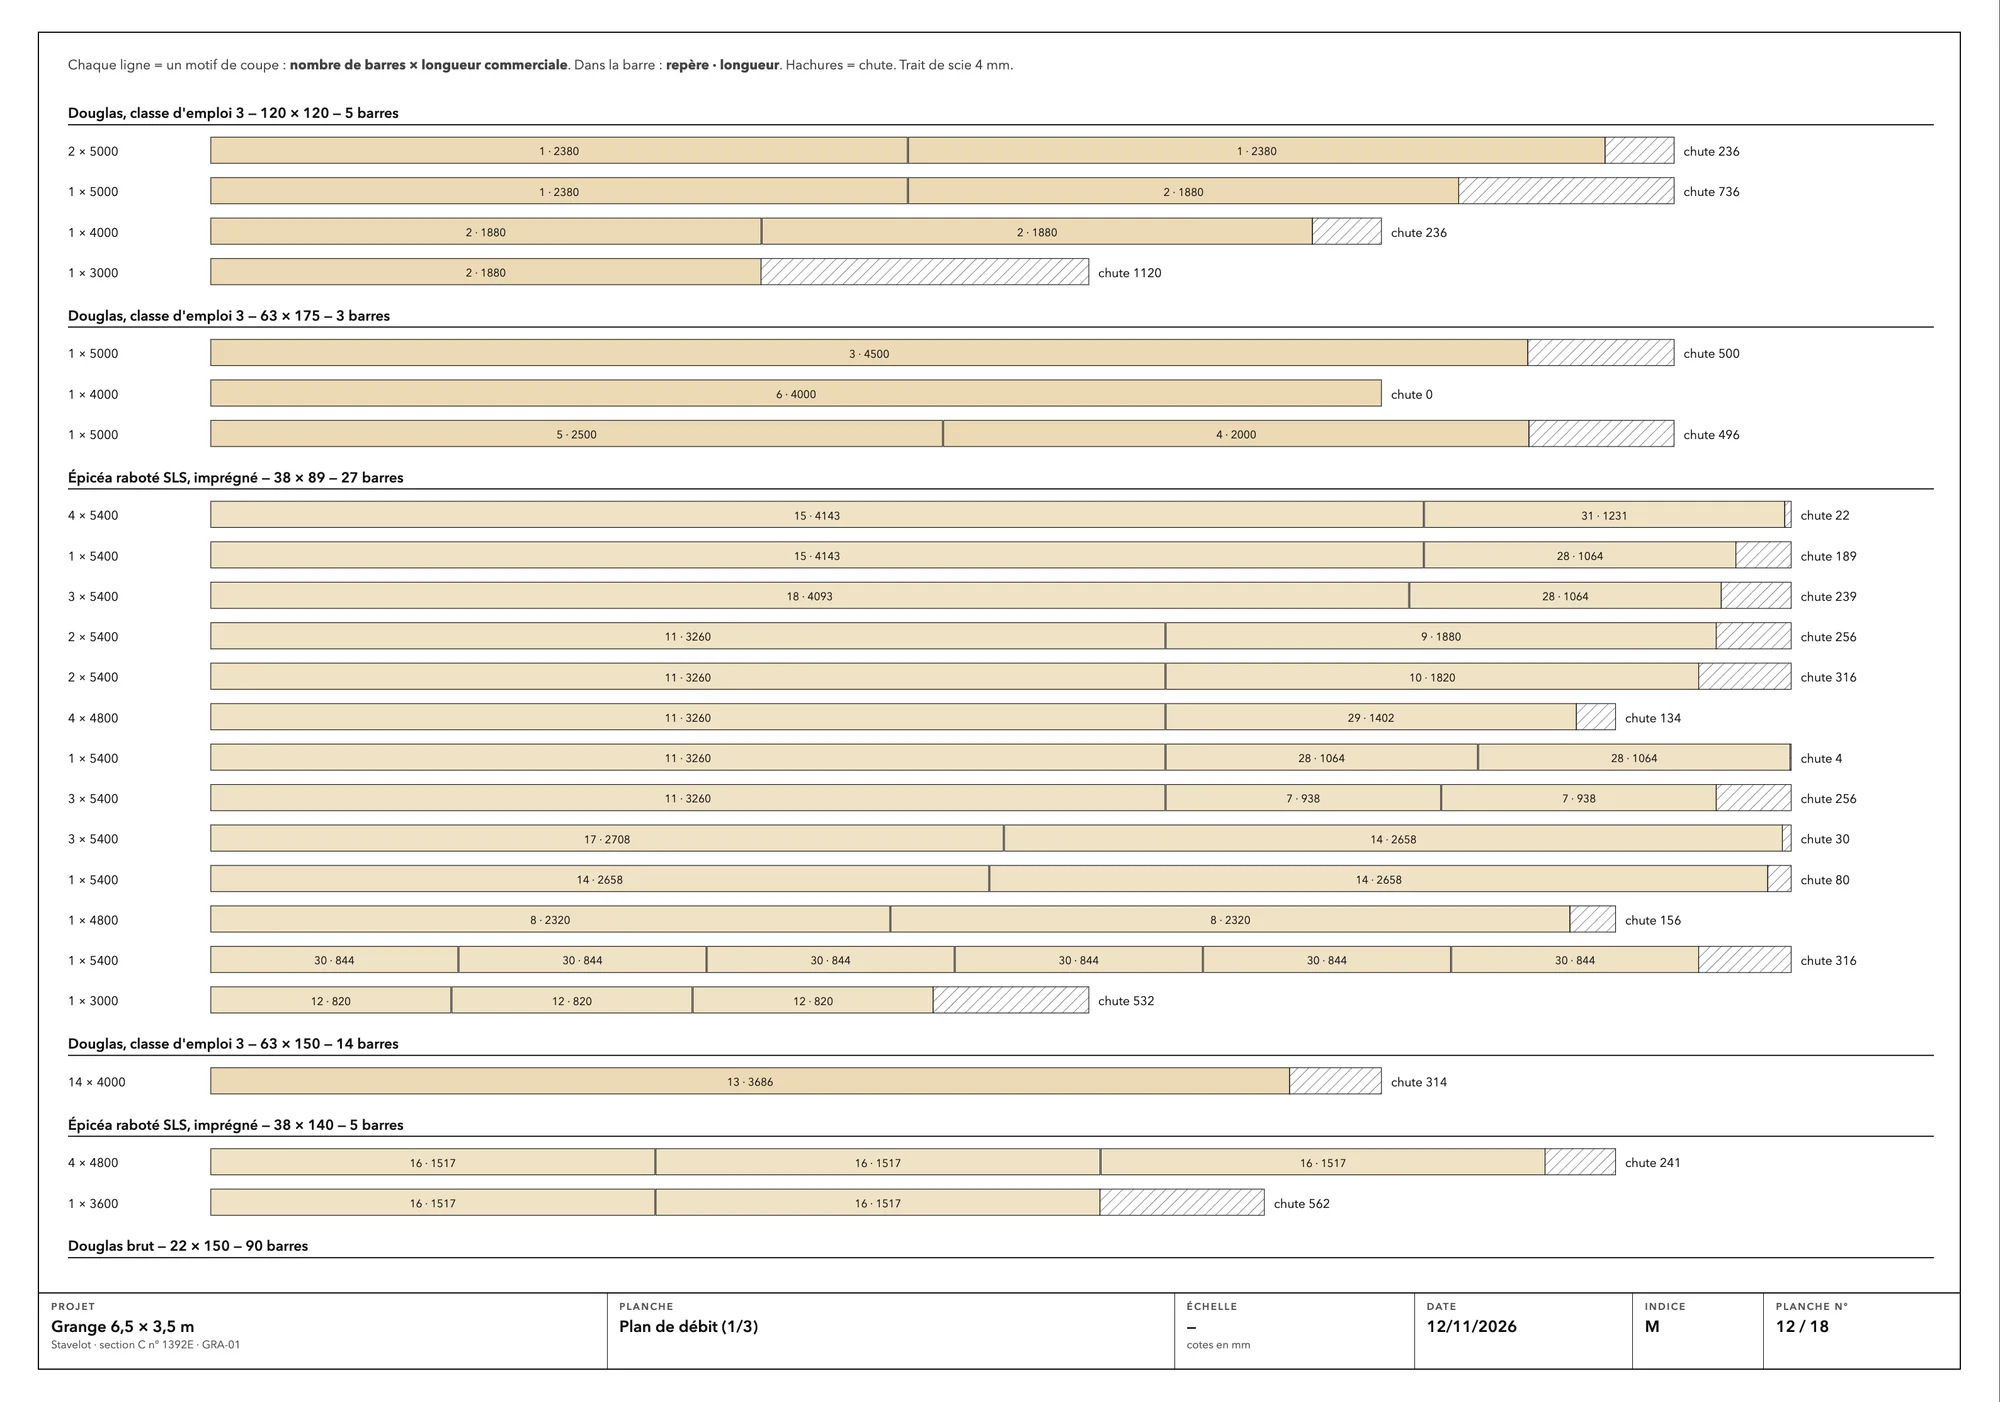 Chaque ligne = un motif de coupe : nombre de barres × longueur commerciale. Dans la barre : repère · longueur. Hachures = chute. Trait de scie 4 mm.
Douglas, classe d'emploi 3 – 120 × 120 – 5 barres
2 × 5000 1 · 2380 1 · 2380 chute 236
1 × 5000 1 · 2380 2 · 1880 chute 736
1 × 4000 2 · 1880 2 · 1880 chute 236
1 × 3000 2 · 1880 chute 1120
Douglas, classe d'emploi 3 – 63 × 175 – 3 barres
1 × 5000 3 · 4500 chute 500
1 × 4000 6 · 4000 chute 0
1 × 5000 5 · 2500 4 · 2000 chute 496
Épicéa raboté SLS, imprégné – 38 × 89 – 27 barres
4 × 5400 15 · 4143 31 · 1231 chute 22
1 × 5400 15 · 4143 28 · 1064 chute 189
3 × 5400 18 · 4093 28 · 1064 chute 239
2 × 5400 11 · 3260 9 · 1880 chute 256
2 × 5400 11 · 3260 10 · 1820 chute 316
4 × 4800 11 · 3260 29 · 1402 chute 134
1 × 5400 11 · 3260 28 · 1064 28 · 1064 chute 4
3 × 5400 11 · 3260 7 · 938 7 · 938 chute 256
3 × 5400 17 · 2708 14 · 2658 chute 30
1 × 5400 14 · 2658 14 · 2658 chute 80
1 × 4800 8 · 2320 8 · 2320 chute 156
1 × 5400 30 · 844 30 · 844 30 · 844 30 · 844 30 · 844 30 · 844 chute 316
1 × 3000 12 · 820 12 · 820 12 · 820 chute 532
Douglas, classe d'emploi 3 – 63 × 150 – 14 barres
14 × 4000 13 · 3686 chute 314
Épicéa raboté SLS, imprégné – 38 × 140 – 5 barres
4 × 4800 16 · 1517 16 · 1517 16 · 1517 chute 241
1 × 3600 16 · 1517 16 · 1517 chute 562
Douglas brut – 22 × 150 – 90 barres
PROJET PLANCHE ÉCHELLE DATE INDICE PLANCHE N°
Grange 6,5 × 3,5 m Plan de débit (1/3) – 12/11/2026 M 12 / 18
Stavelot · section C n° 1392E · GRA-01 cotes en mm